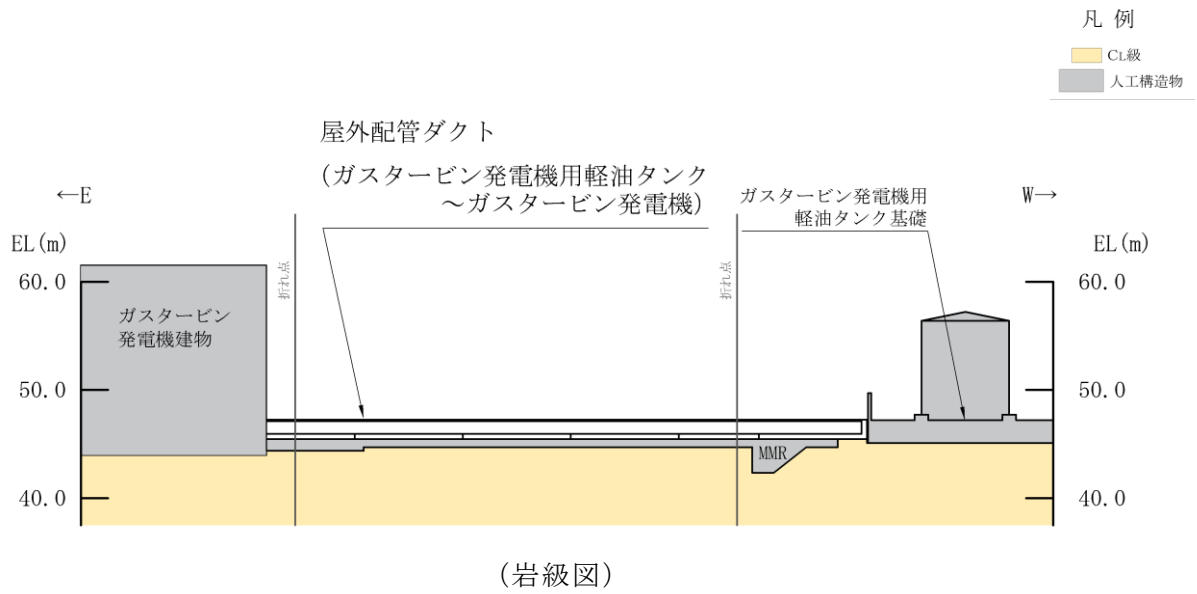 凡 例
CL級
人工構造物
屋外配管ダクト
(ガスタービン発電機用軽油タンク
～ガスタービン発電機)
←E
ガスタービン発電機用
軽油タンク基礎
W→
EL(m)
EL(m)
折れ点
折れ点
60.0
60.0
ガスタービン
発電機建物
50.0
50.0
MMR
40.0
40.0
(岩級図)